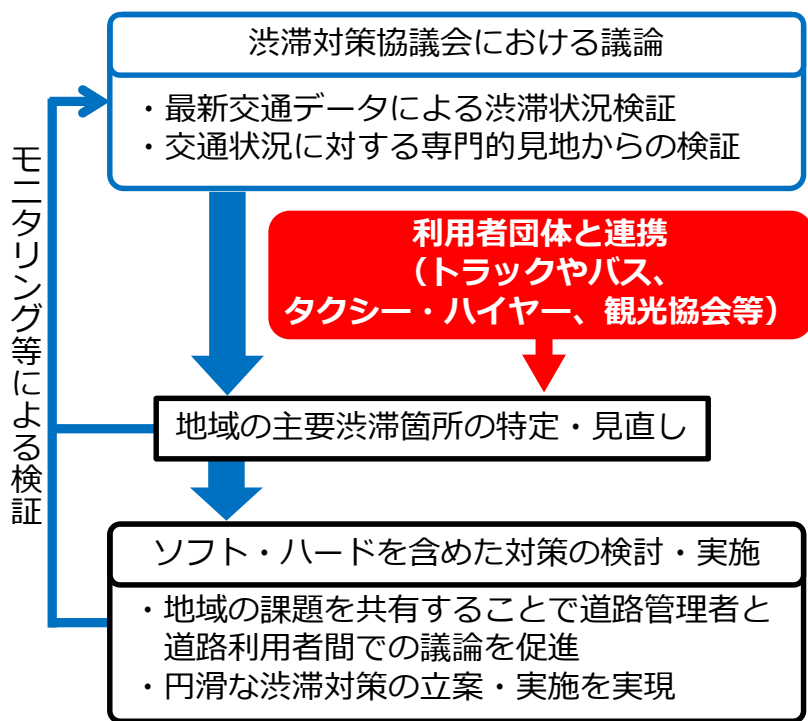 渋滞対策協議会における議論
・最新交通データによる渋滞状況検証
・交通状況に対する専門的見地からの検証
利用者団体と連携
（トラックやバス、
タクシー・ハイヤー、観光協会等）
モニタリング等による検証
地域の主要渋滞箇所の特定・見直し
ソフト・ハードを含めた対策の検討・実施
・地域の課題を共有することで道路管理者と
道路利用者間での議論を促進
・円滑な渋滞対策の立案・実施を実現